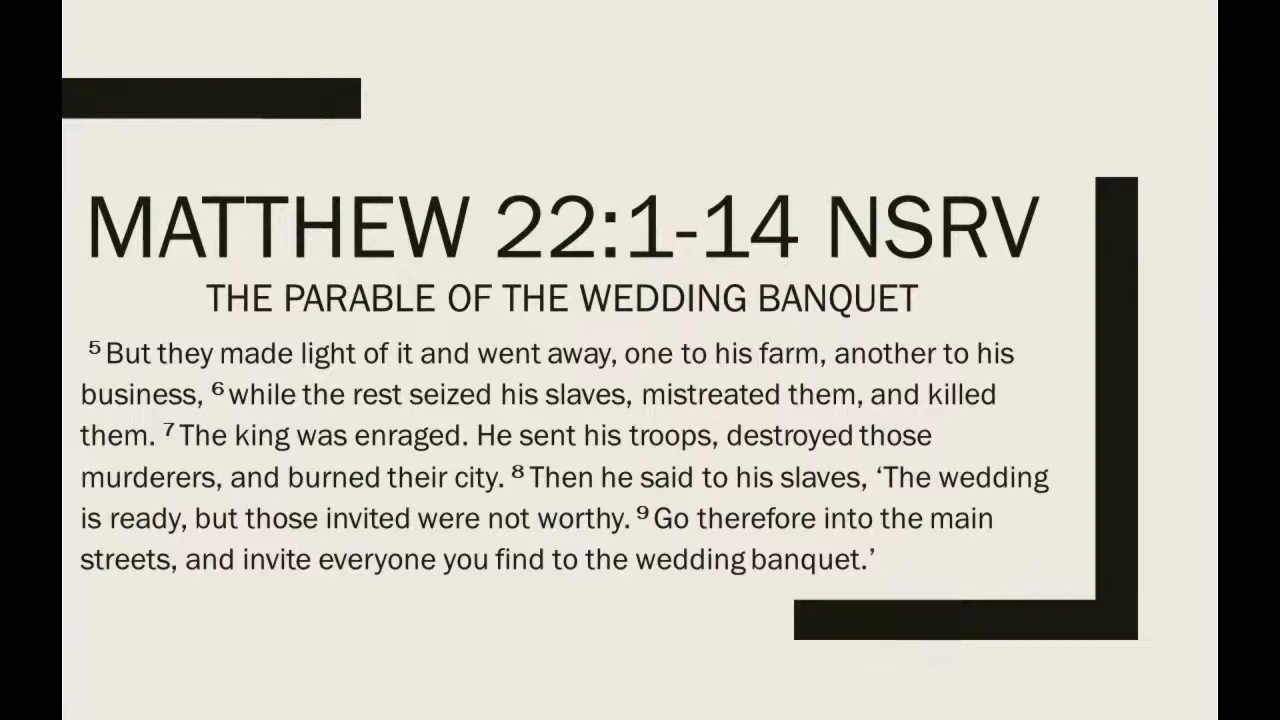 MATTHEW 22:1-14 NSRV
THE PARABLE OF THE WEDDING BANQUET
⁵ But they made light of it and went away, one to his farm, another to his
business, ⁶ while the rest seized his slaves, mistreated them, and killed
them. ⁷ The king was enraged. He sent his troops, destroyed those
murderers, and burned their city. ⁸ Then he said to his slaves, ‘The wedding
is ready, but those invited were not worthy. ⁹ Go therefore into the main
streets, and invite everyone you find to the wedding banquet.’